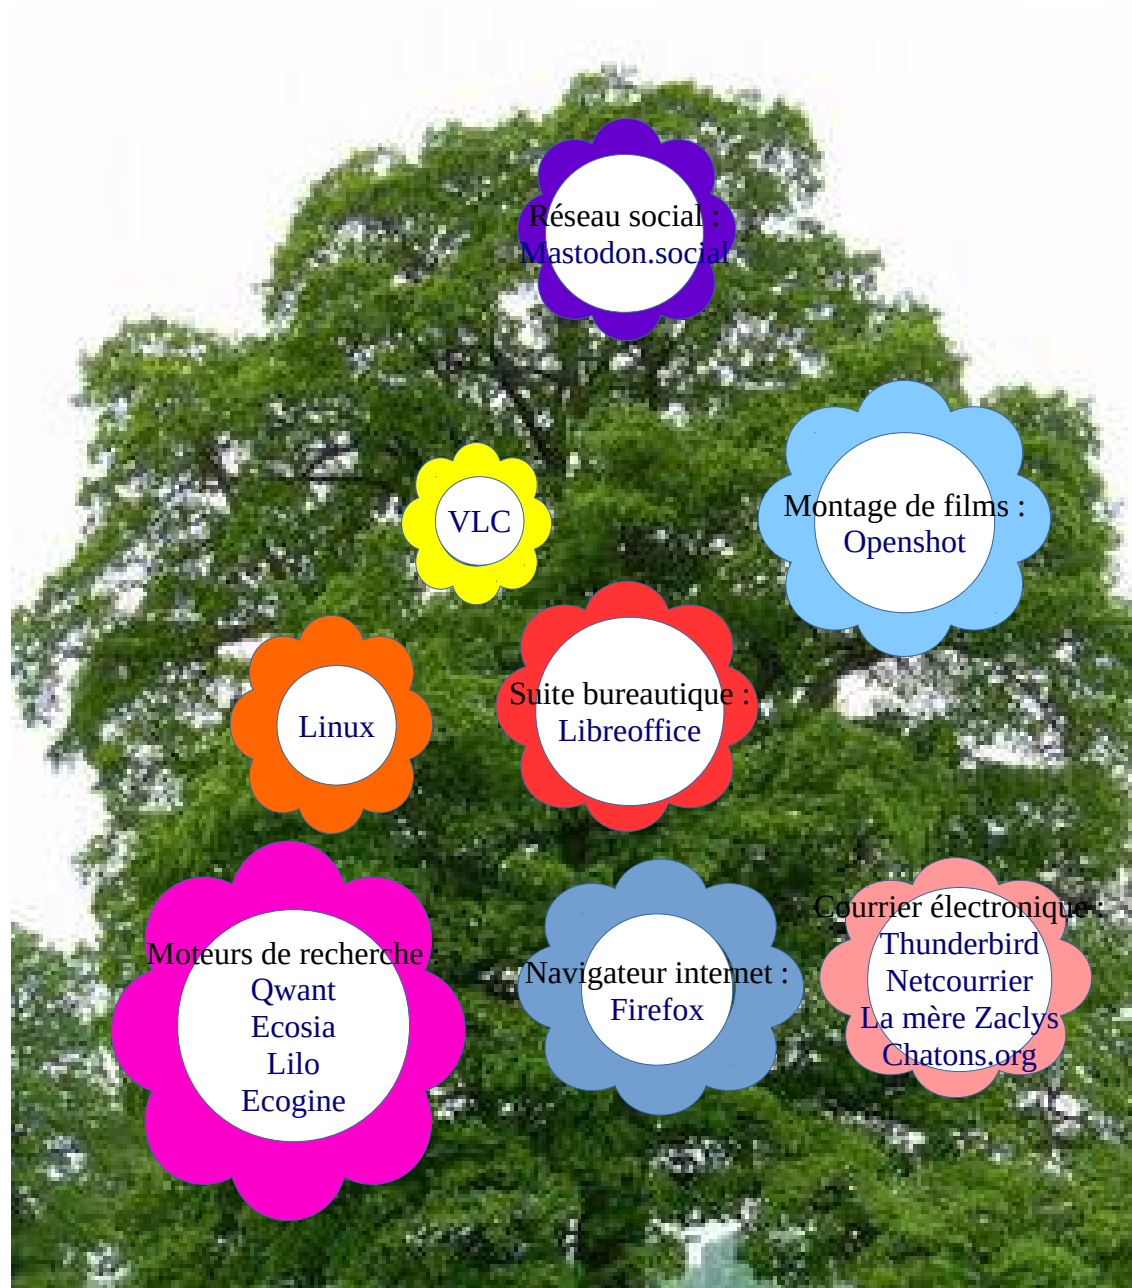 Réseau social :
Mastodon.social
Montage de films :
Openshot
VLC
Suite bureautique :
Libreoffice
Linux
Moteurs de recherche :
Qwant
Ecosia
Lilo
Ecogine
Navigateur internet :
Firefox
Courrier électronique :
Thunderbird
Netcourrier
La mère Zaclys
Chatons.org